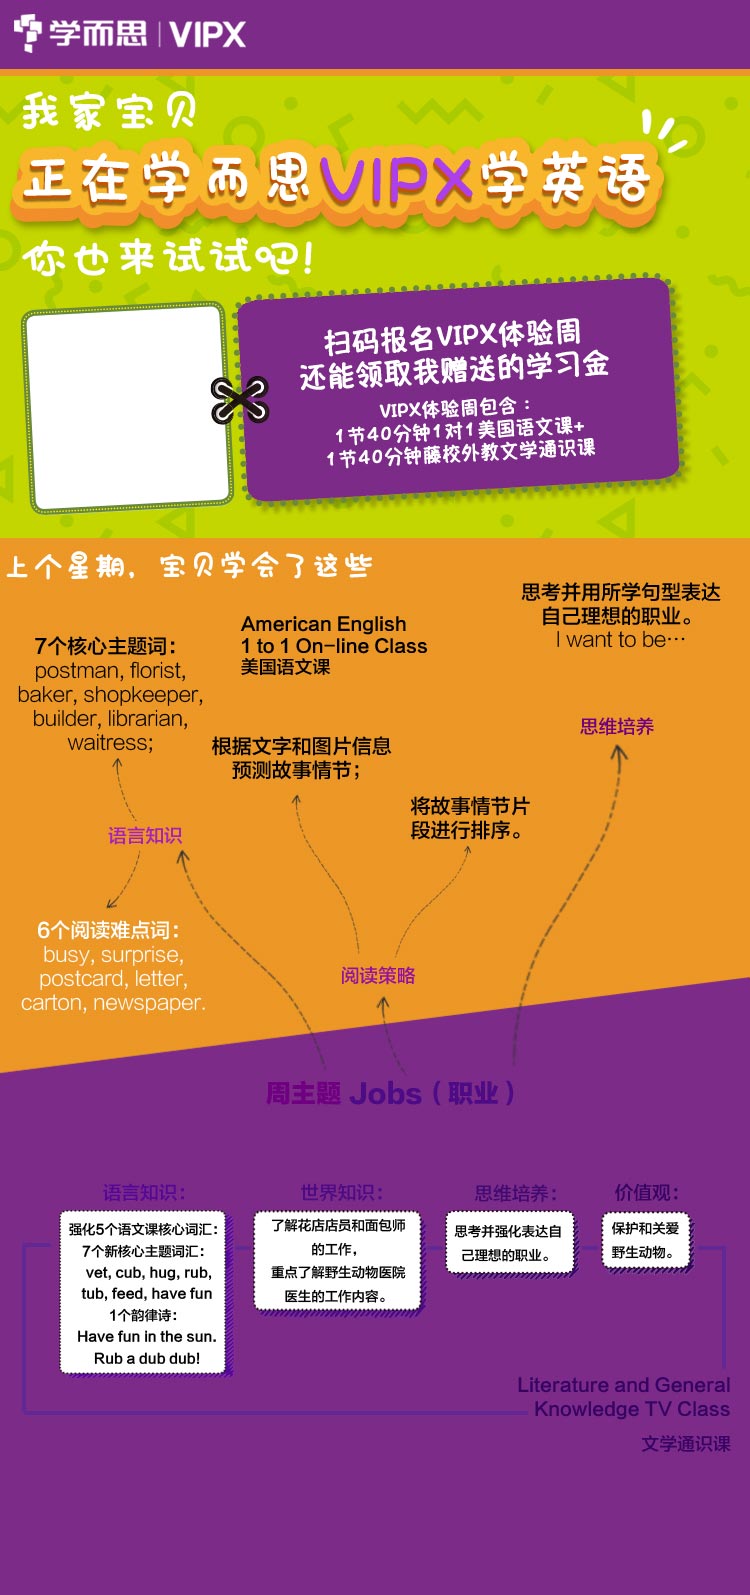 学而思 VIPX
我家宝贝
正在学而思VIPX学英语
你也来试试吧!
扫码报名VIPX体验周
还能领取我赠送的学习金
VIPX体验周包含：
1节40分钟1对1美国语文课+
1节40分钟藤校外教文学通识课
上个星期，宝贝学会了这些
思考并用所学句型表达
自己理想的职业。
I want to be…
American English
1 to 1 On-line Class
美国语文课
7个核心主题词：
postman, florist,
baker, shopkeeper,
builder, librarian,
waitress;
思维培养
根据文字和图片信息
预测故事情节；
将故事情节片
段进行排序。
语言知识
6个阅读难点词：
busy, surprise,
postcard, letter,
carton, newspaper.
阅读策略
周主题 Jobs（职业）
语言知识：
强化5个语文课核心词汇：
7个新核心主题词汇：
vet, cub, hug, rub,
tub, feed, have fun
1个韵律诗：
Have fun in the sun.
Rub a dub dub!
世界知识：
了解花店店员和面包师
的工作，
重点了解野生动物医院
医生的工作内容。
思维培养：
思考并强化表达自
己理想的职业。
价值观：
保护和关爱
野生动物。
Literature and General
Knowledge TV Class
文学通识课